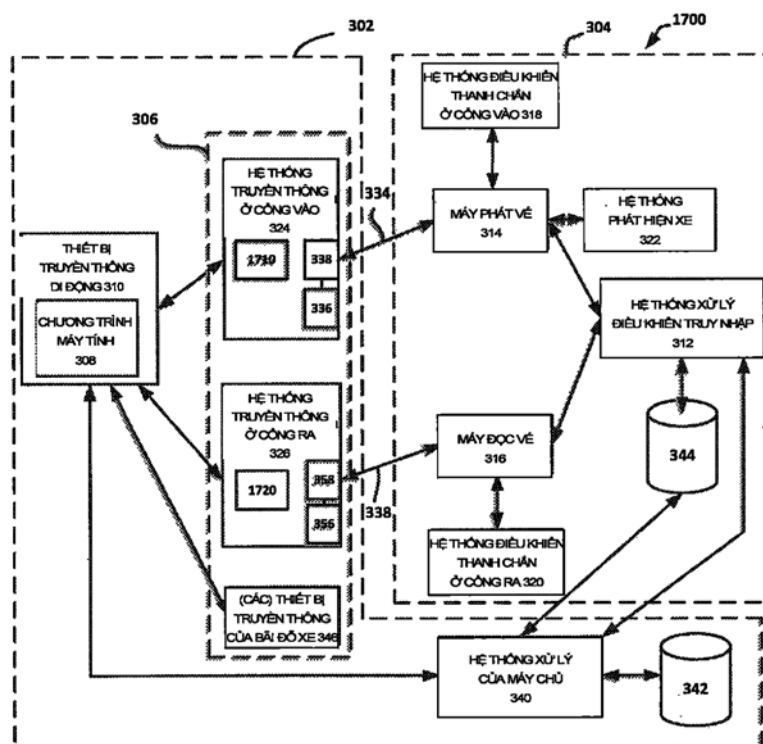 302
304
1700
HỆ THỐNG ĐIỀU KHIỂN
THANH CHẮN
Ở CỔNG VÀO 318
306
HỆ THỐNG
TRUYỀN THÔNG
Ở CỔNG VÀO
324
1710
338
336
334
MÁY PHÁT VÉ
314
HỆ THỐNG
PHÁT HIỆN XE
322
THIẾT BỊ
TRUYỀN THÔNG
DI ĐỘNG 310
CHƯƠNG TRÌNH
MÁY TÍNH
308
HỆ THỐNG XỬ LÝ
ĐIỀU KHIỂN TRUY NHẬP
312
HỆ THỐNG
TRUYỀN THÔNG
Ở CỔNG RA
326
1720
358
356
338
MÁY ĐỌC VÉ
316
344
HỆ THỐNG ĐIỀU KHIỂN
THANH CHẮN
Ở CỔNG RA 320
(CÁC) THIẾT BỊ
TRUYỀN THÔNG
CỦA BÃI ĐỖ XE 346
HỆ THỐNG XỬ LÝ
CỦA MÁY CHỦ
340
342